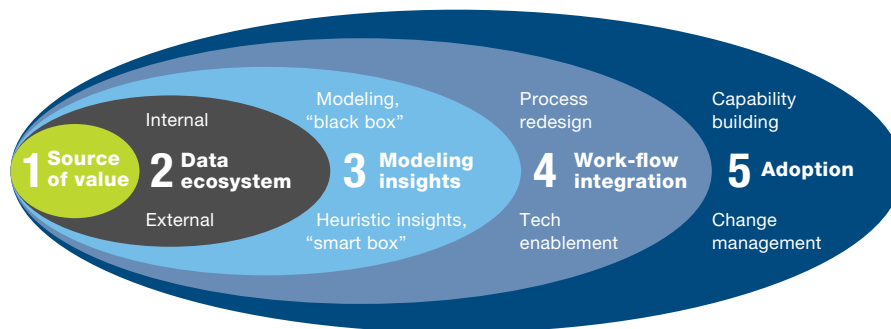 1 Source
of value
Internal
2 Data
ecosystem
External
Modeling,
“black box”
3 Modeling
insights
Heuristic insights,
“smart box”
Process
redesign
4 Work-flow
integration
Tech
enablement
Capability
building
5 Adoption
Change
management